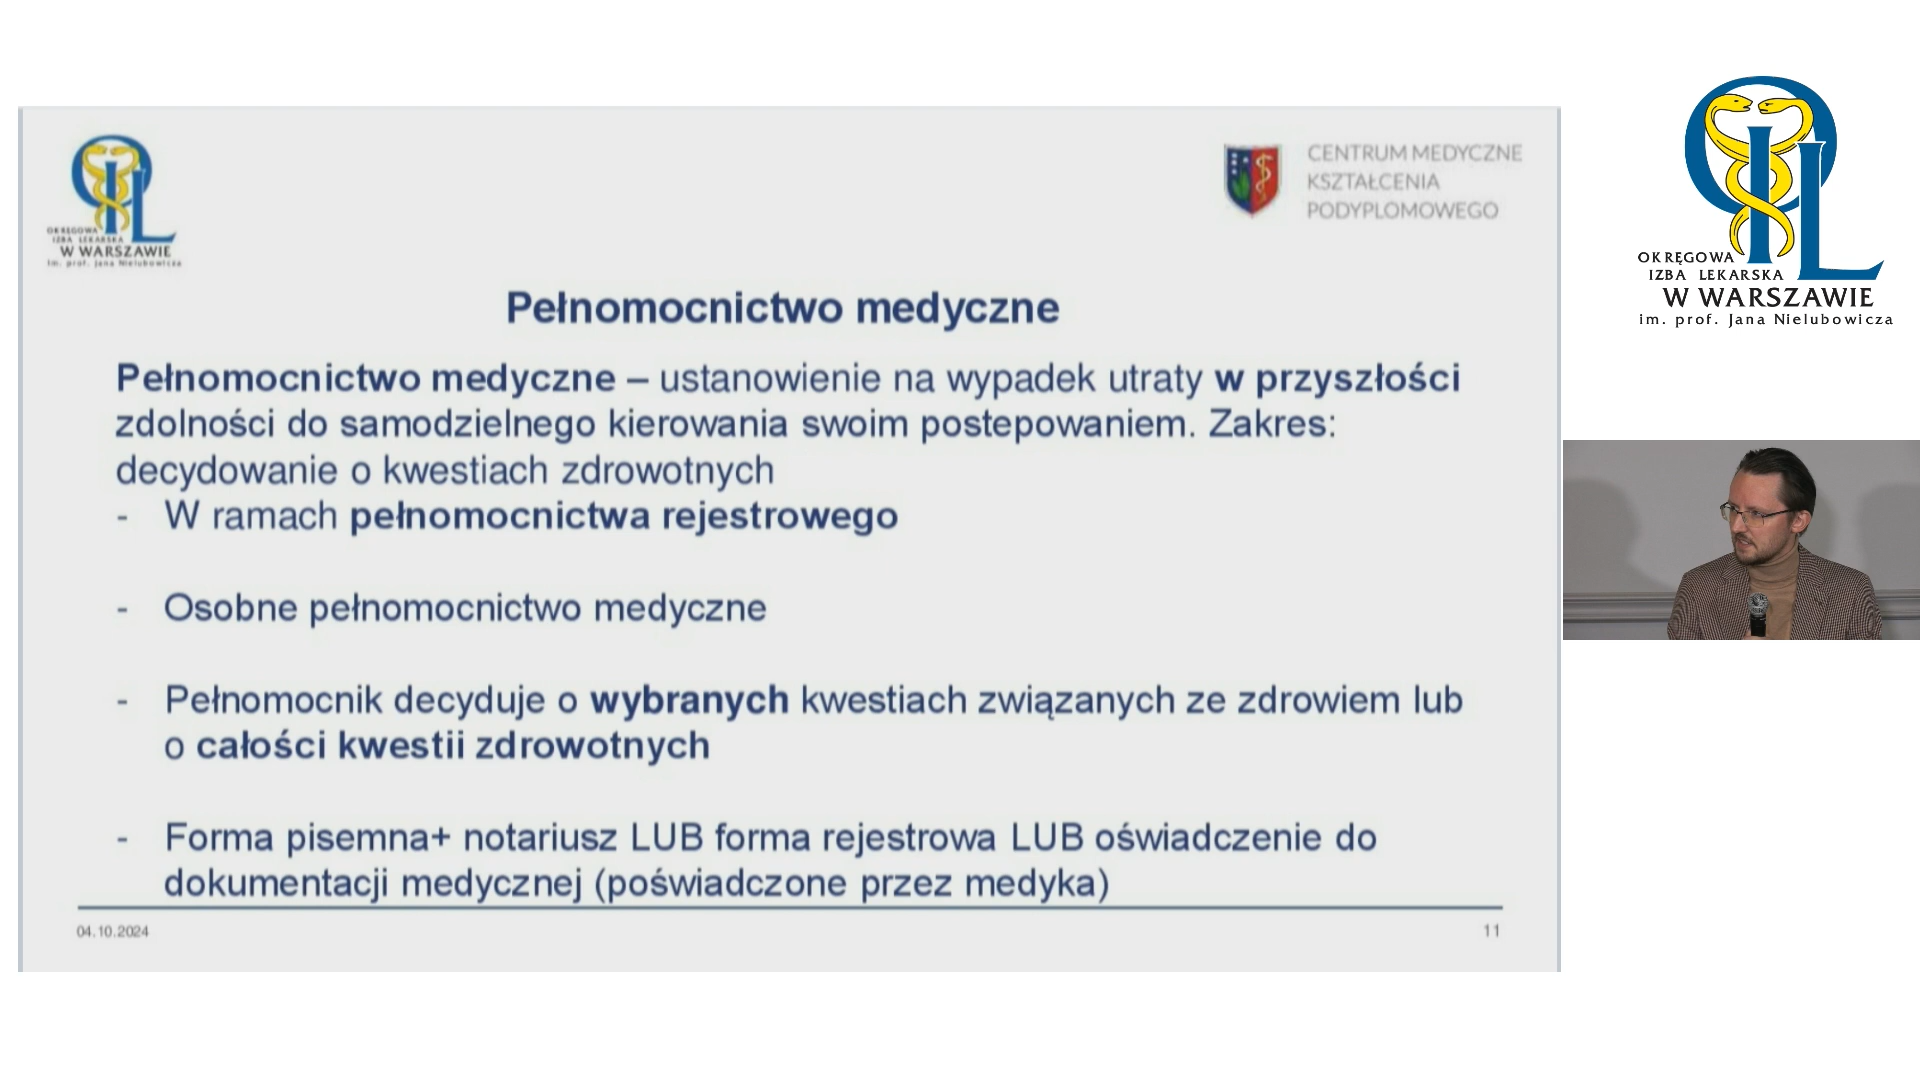 OKRĘGOWA
IZBA LEKARSKA
W WARSZAWIE
im. prof. Jana Nielubowicza
CENTRUM MEDYCZNE
KSZTAŁCENIA
PODYPLOMOWEGO
Pełnomocnictwo medyczne
Pełnomocnictwo medyczne – ustanowienie na wypadek utraty w przyszłości
zdolności do samodzielnego kierowania swoim postepowaniem. Zakres:
decydowanie o kwestiach zdrowotnych
- W ramach pełnomocnictwa rejestrowego
- Osobne pełnomocnictwo medyczne
- Pełnomocnik decyduje o wybranych kwestiach związanych ze zdrowiem lub
o całości kwestii zdrowotnych
- Forma pisemna+ notariusz LUB forma rejestrowa LUB oświadczenie do
dokumentacji medycznej (poświadczone przez medyka)
04.10.2024
11
OKRĘGOWA
IZBA LEKARSKA
W WARSZAWIE
im. prof. Jana Nielubowicza